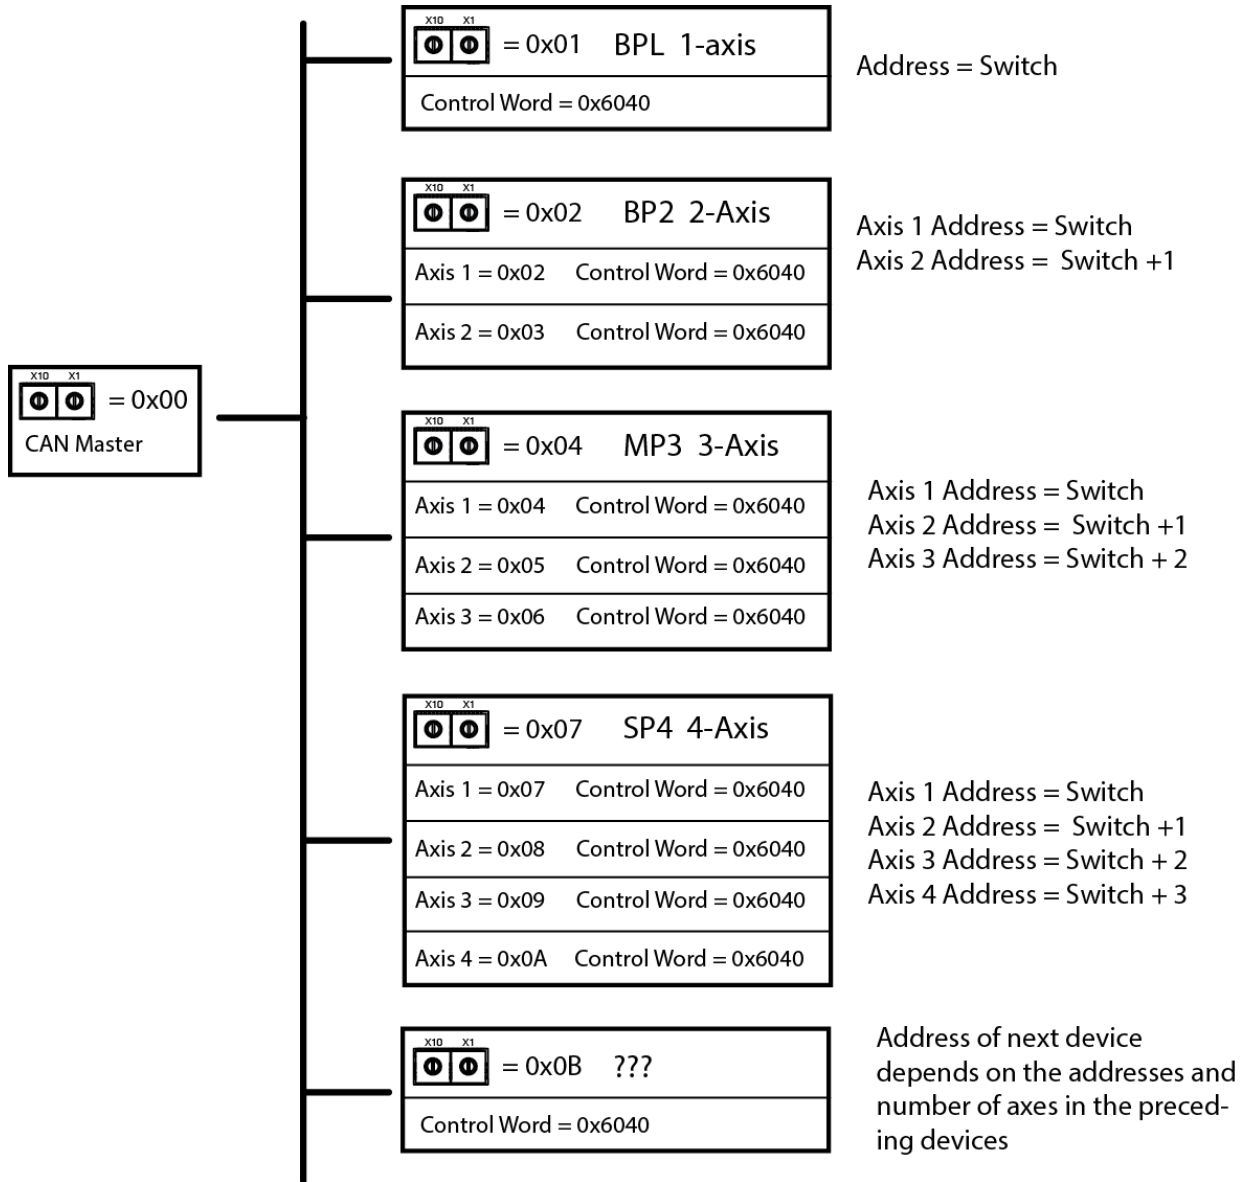 X10 X1
= 0x01 BPL 1-axis
Control Word = 0x6040
Address = Switch
X10 X1
= 0x02 BP2 2-Axis
Axis 1 = 0x02 Control Word = 0x6040
Axis 2 = 0x03 Control Word = 0x6040
Axis 1 Address = Switch
Axis 2 Address = Switch +1
X10 X1
= 0x00
CAN Master
X10 X1
= 0x04 MP3 3-Axis
Axis 1 = 0x04 Control Word = 0x6040
Axis 2 = 0x05 Control Word = 0x6040
Axis 3 = 0x06 Control Word = 0x6040
Axis 1 Address = Switch
Axis 2 Address = Switch +1
Axis 3 Address = Switch + 2
X10 X1
= 0x07 SP4 4-Axis
Axis 1 = 0x07 Control Word = 0x6040
Axis 2 = 0x08 Control Word = 0x6040
Axis 3 = 0x09 Control Word = 0x6040
Axis 4 = 0x0A Control Word = 0x6040
Axis 1 Address = Switch
Axis 2 Address = Switch +1
Axis 3 Address = Switch + 2
Axis 4 Address = Switch + 3
X10 X1
= 0x0B ???
Control Word = 0x6040
Address of next device
depends on the addresses and
number of axes in the preced-
ing devices